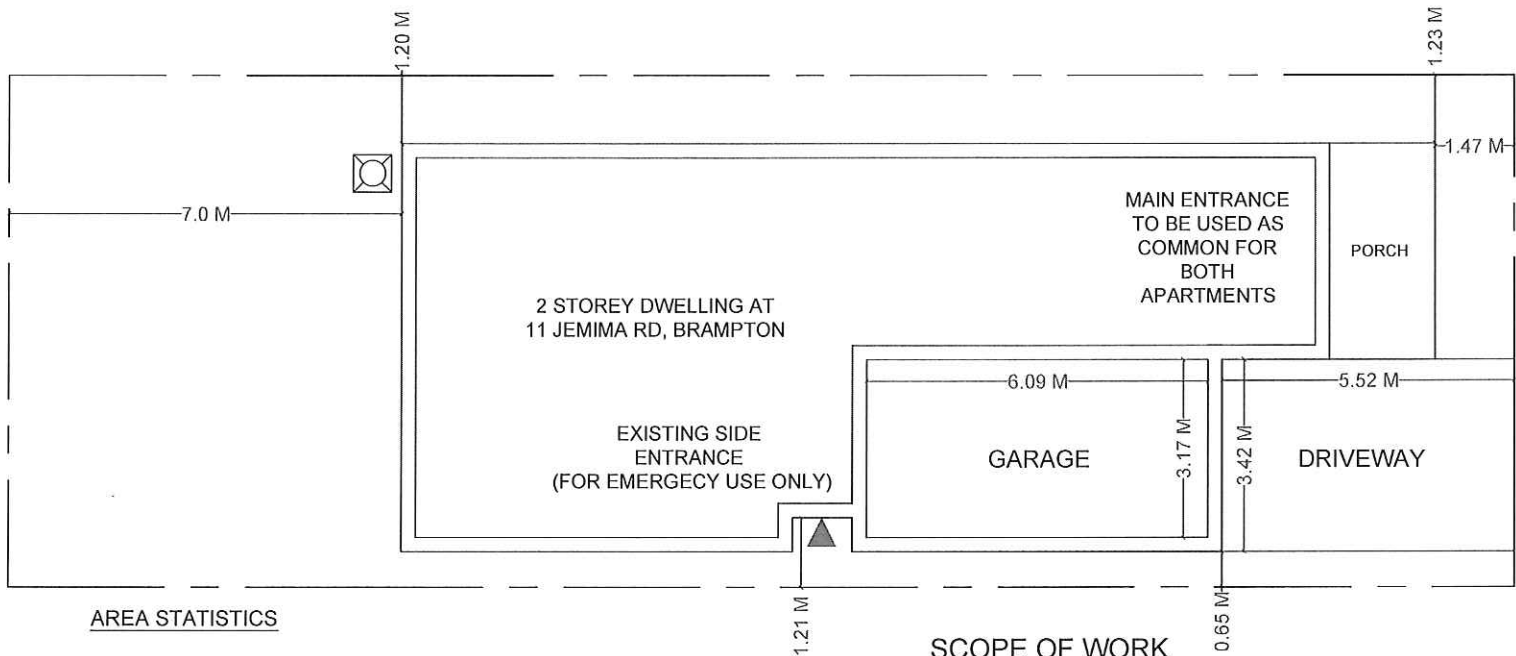 1.20 M
1.23 M
1.47 M
7.0 M
MAIN ENTRANCE
TO BE USED AS
COMMON FOR
BOTH
APARTMENTS
PORCH
2 STOREY DWELLING AT
11 JEMIMA RD, BRAMPTON
6.09 M
5.52 M
EXISTING SIDE
ENTRANCE
(FOR EMERGECY USE ONLY)
GARAGE
3.17 M
3.42 M
DRIVEWAY
AREA STATISTICS
1.21 M
0.65 M
SCOPE OF WORK